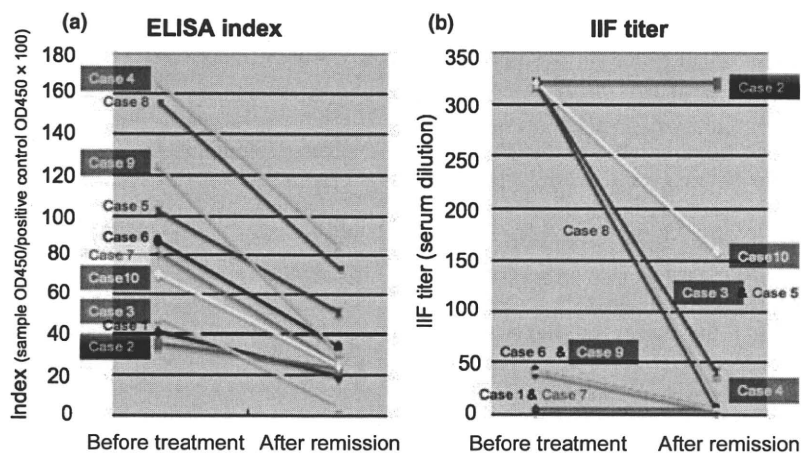 (a) ELISA index
Index (sample OD450/positive control OD450 × 100)
180
160
140
120
100
80
60
40
20
0
Case 4
Case 8
Case 9
Case 5
Case 6
Case 7
Case10
Case 3
Case 1
Case 2
Before treatment After remission
(b) IIF titer
IIF titer (serum dilution)
350
300
250
200
150
100
50
0
Case 2
Case 8
Case10
Case 3 & Case 5
Case 6 & Case 9
Case 4
Case 1 & Case 7
Before treatment After remission